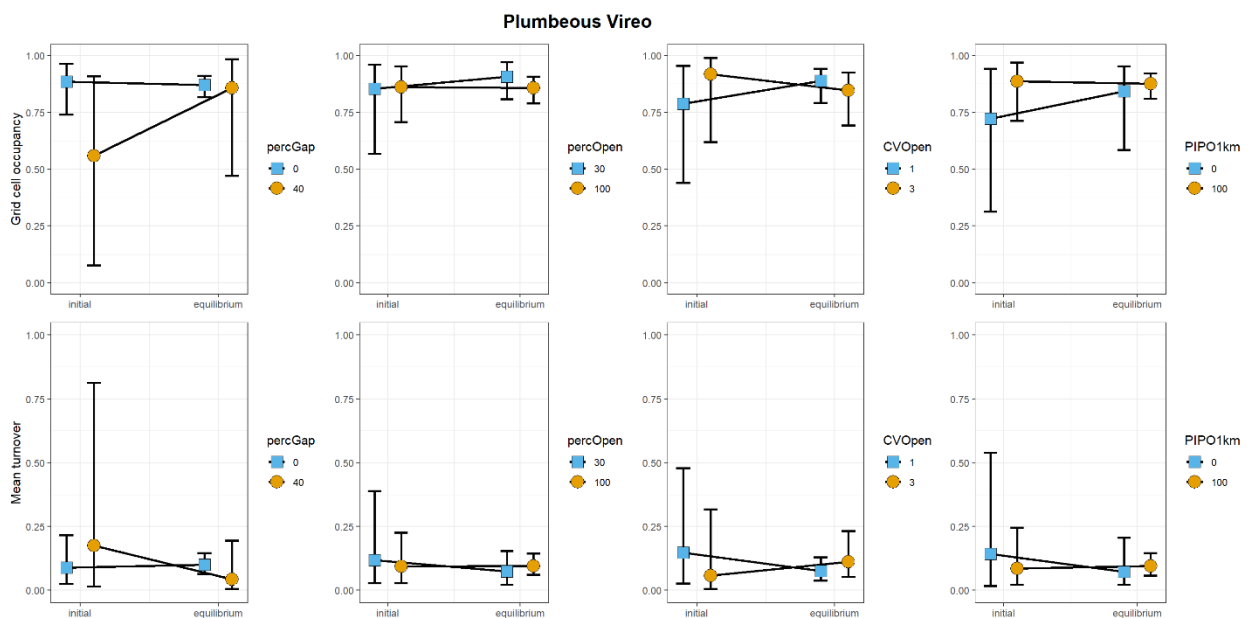 Plumbeous Vireo
Grid cell occupancy
1.00
0.75
0.50
0.25
0.00
initial
equilibrium
percGap
0
40
1.00
0.75
0.50
0.25
0.00
initial
equilibrium
percOpen
30
100
1.00
0.75
0.50
0.25
0.00
initial
equilibrium
CVOpen
1
3
1.00
0.75
0.50
0.25
0.00
initial
equilibrium
PIPO1km
0
100
Mean turnover
1.00
0.75
0.50
0.25
0.00
initial
equilibrium
percGap
0
40
1.00
0.75
0.50
0.25
0.00
initial
equilibrium
percOpen
30
100
1.00
0.75
0.50
0.25
0.00
initial
equilibrium
CVOpen
1
3
1.00
0.75
0.50
0.25
0.00
initial
equilibrium
PIPO1km
0
100